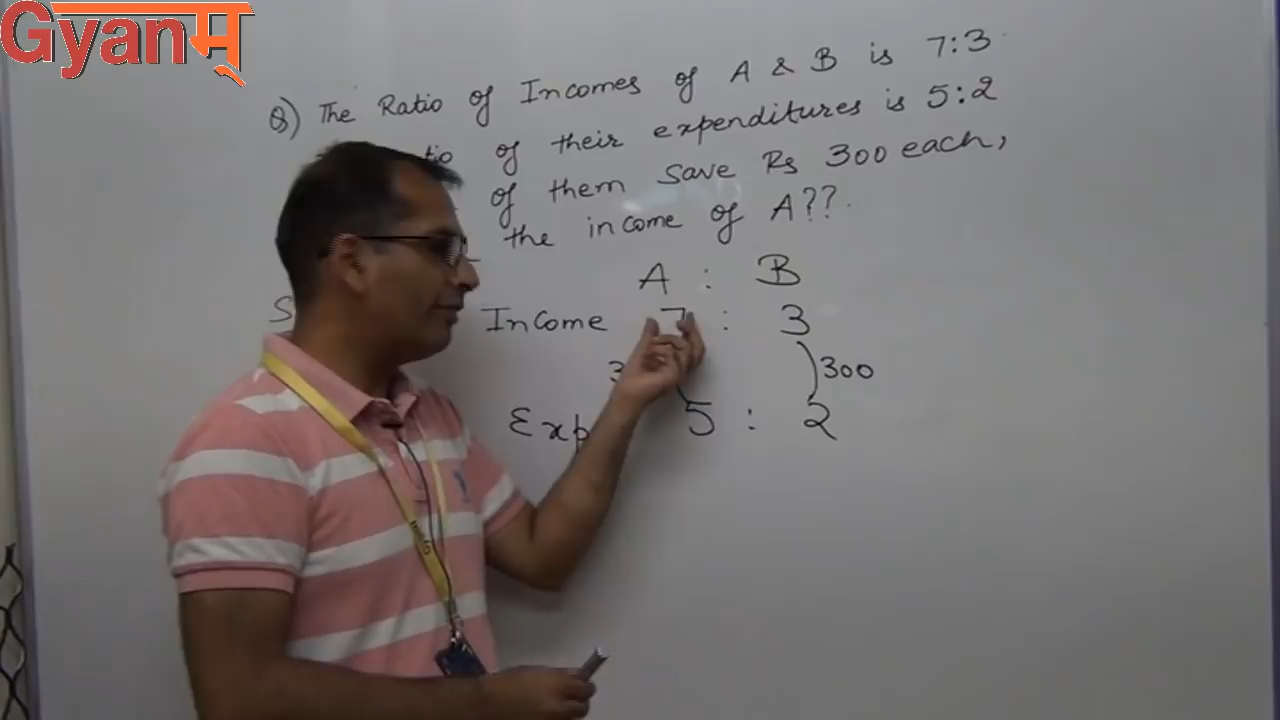 Gyanम्
Q) The Ratio of Incomes of A & B is 7:3
of their expenditures is 5:2
of them save Rs 300 each,
the income of A??.
A : B
Income 7 : 3
300
Exp 5 : 2